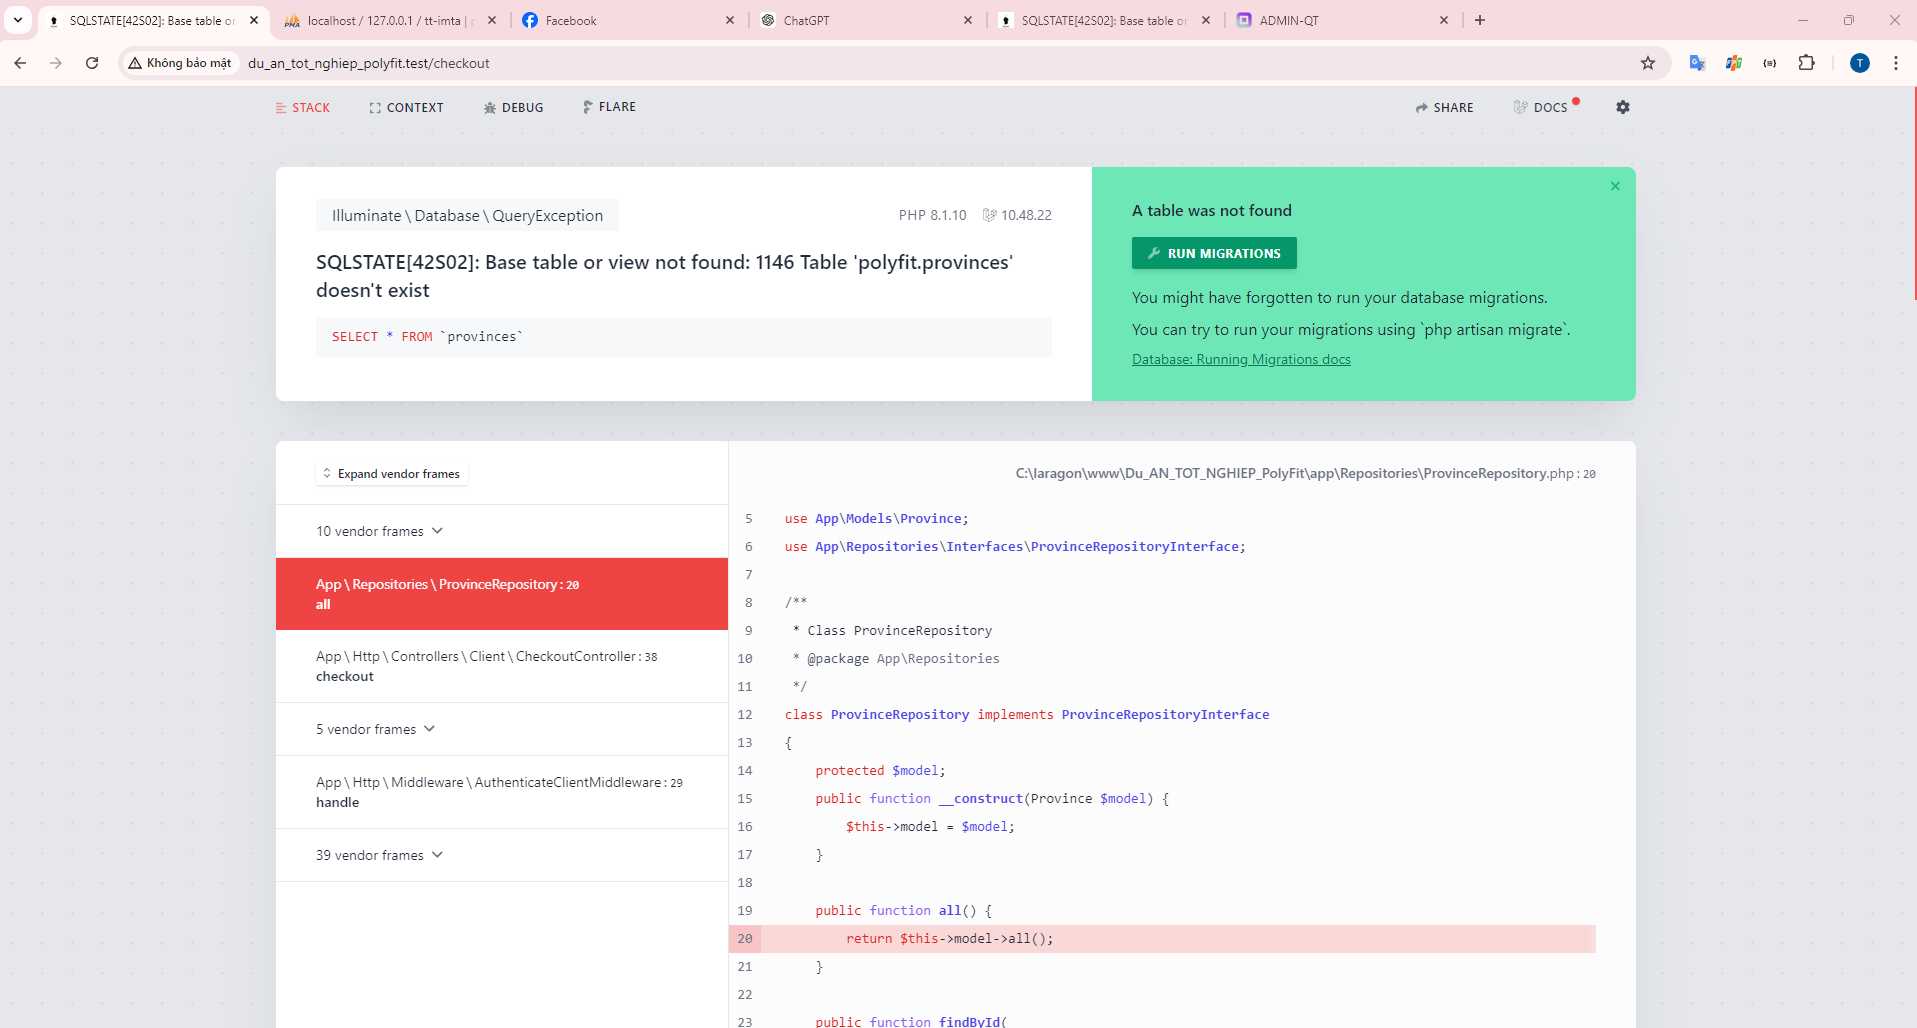 SQLSTATE[42S02]: Base table or
localhost / 127.0.0.1 / tt-imta |
Facebook
ChatGPT
SQLSTATE[42S02]: Base table or
ADMIN-QT
Không bảo mật
du_an_tot_nghiep_polyfit.test/checkout
T
STACK
CONTEXT
DEBUG
FLARE
SHARE
DOCS
Illuminate \ Database \ QueryException
PHP 8.1.10
10.48.22
SQLSTATE[42S02]: Base table or view not found: 1146 Table 'polyfit.provinces'
doesn't exist
SELECT * FROM `provinces`
A table was not found
RUN MIGRATIONS
You might have forgotten to run your database migrations.
You can try to run your migrations using `php artisan migrate`.
Database: Running Migrations docs
Expand vendor frames
10 vendor frames
App \ Repositories \ ProvinceRepository : 20
all
App \ Http \ Controllers \ Client \ CheckoutController : 38
checkout
5 vendor frames
App \ Http \ Middleware \ AuthenticateClientMiddleware : 29
handle
39 vendor frames
C:\laragon\www\Du_AN_TOT_NGHIEP_PolyFit\app\Repositories\ProvinceRepository.php : 20
5 use App\Models\Province;
6 use App\Repositories\Interfaces\ProvinceRepositoryInterface;
7
8 /**
9 * Class ProvinceRepository
10 * @package App\Repositories
11 */
12 class ProvinceRepository implements ProvinceRepositoryInterface
13 {
14 protected $model;
15 public function __construct(Province $model) {
16 $this->model = $model;
17 }
18
19 public function all() {
20 return $this->model->all();
21 }
22
23 public function findById(